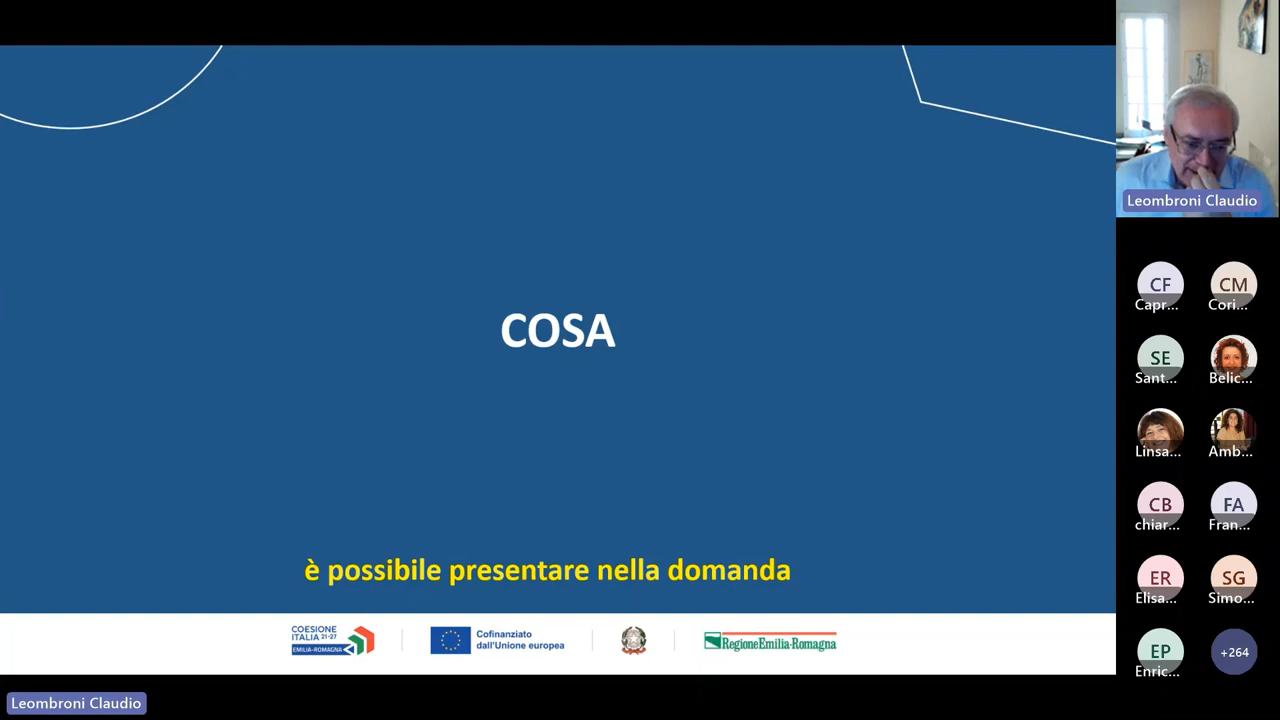 COSA
è possibile presentare nella domanda
COESIONE
ITALIA 21-27
EMILIA-ROMAGNA
Cofinanziato
dall'Unione europea
RegioneEmilia-Romagna
Leombroni Claudio
Leombroni Claudio
CF
Capr...
CM
Cori...
SE
Sant...
Belic...
Linsa...
Amb...
CB
chiar...
FA
Fran...
ER
Elisa...
SG
Simo...
EP
Enric...
+264